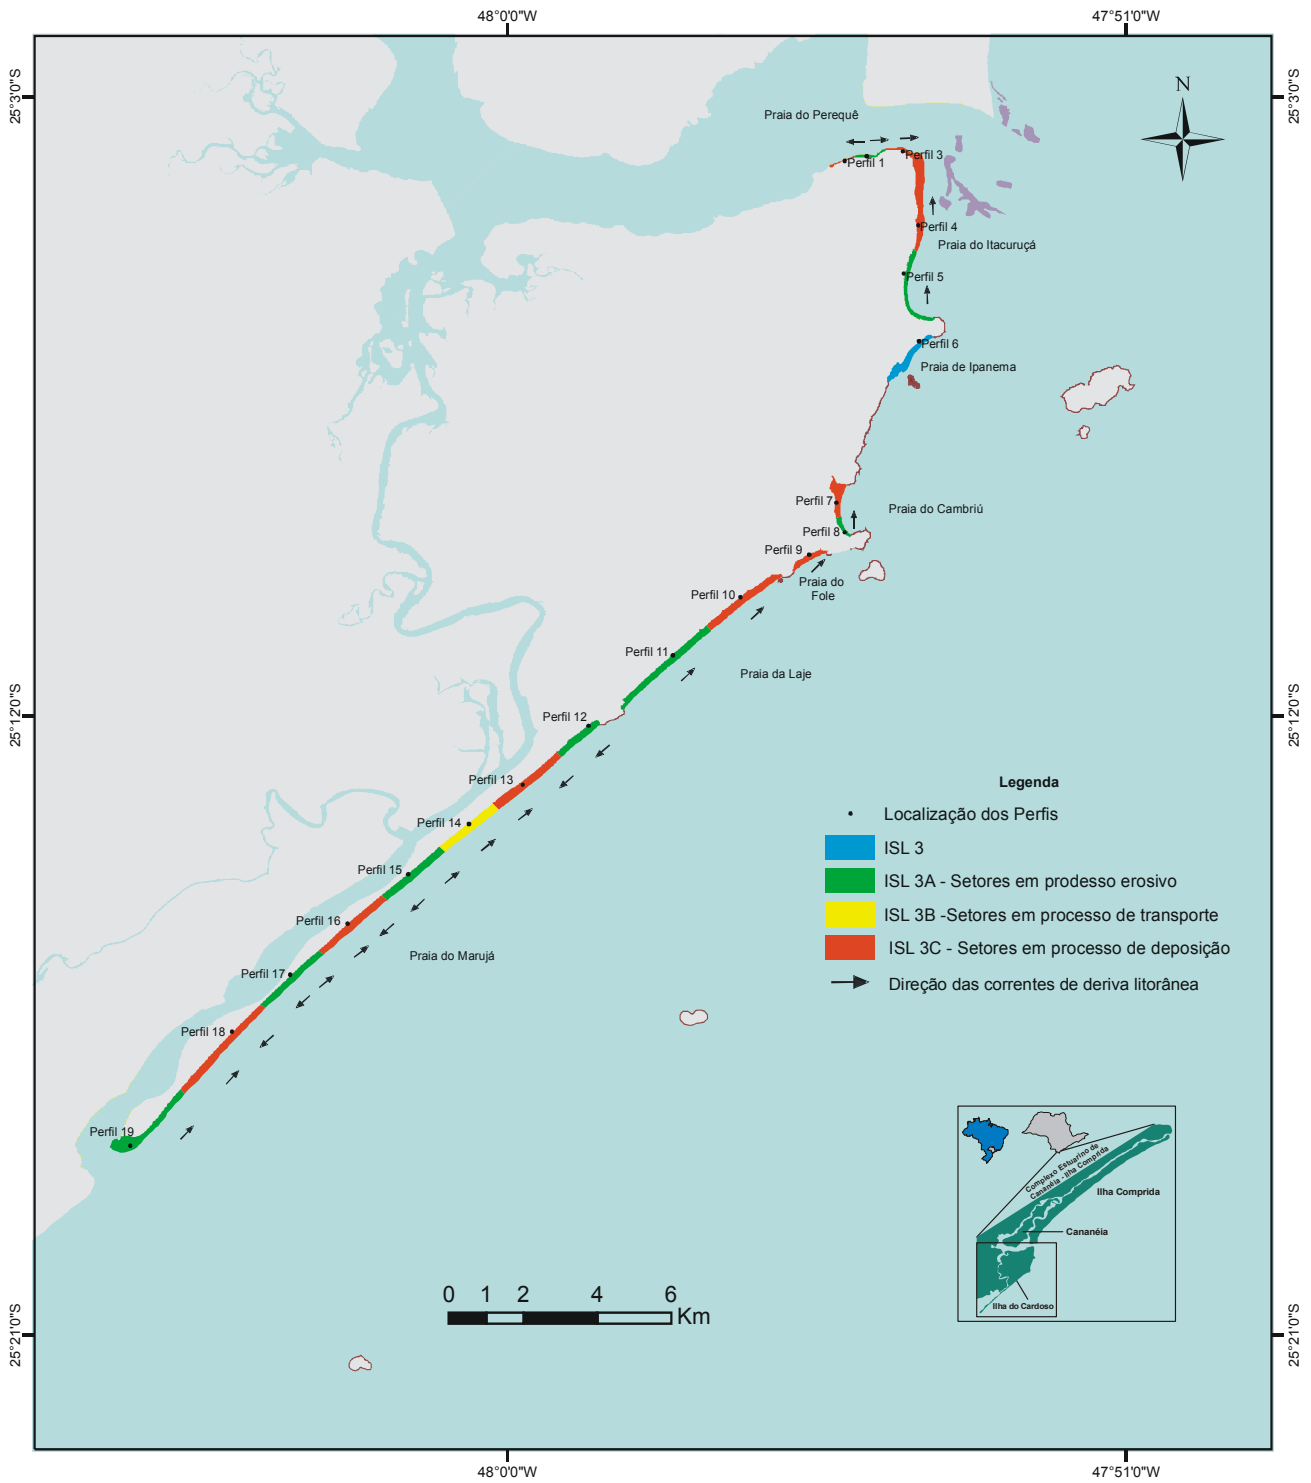 48°0'0"W
47°51'0"W
25°3'0"S
25°3'0"S
N
Praia do Perequê
Perfil 1
Perfil 3
Perfil 4
Praia do Itacuruçá
Perfil 5
Perfil 6
Praia de Ipanema
Perfil 7
Praia do Cambriú
Perfil 8
Perfil 9
Praia do
Fole
Perfil 10
Perfil 11
Praia da Laje
25°12'0"S
25°12'0"S
Perfil 12
Perfil 13
Perfil 14
Perfil 15
Perfil 16
Praia do Marujá
Perfil 17
Perfil 18
Perfil 19
Legenda
Localização dos Perfis
ISL 3
ISL 3A - Setores em prodesso erosivo
ISL 3B -Setores em processo de transporte
ISL 3C - Setores em processo de deposição
Direção das correntes de deriva litorânea
Complexo Estuarino de
Cananéia - Ilha Comprida
Ilha Comprida
Cananéia
Ilha do Cardoso
0 1 2 4 6
Km
25°21'0"S
25°21'0"S
48°0'0"W
47°51'0"W